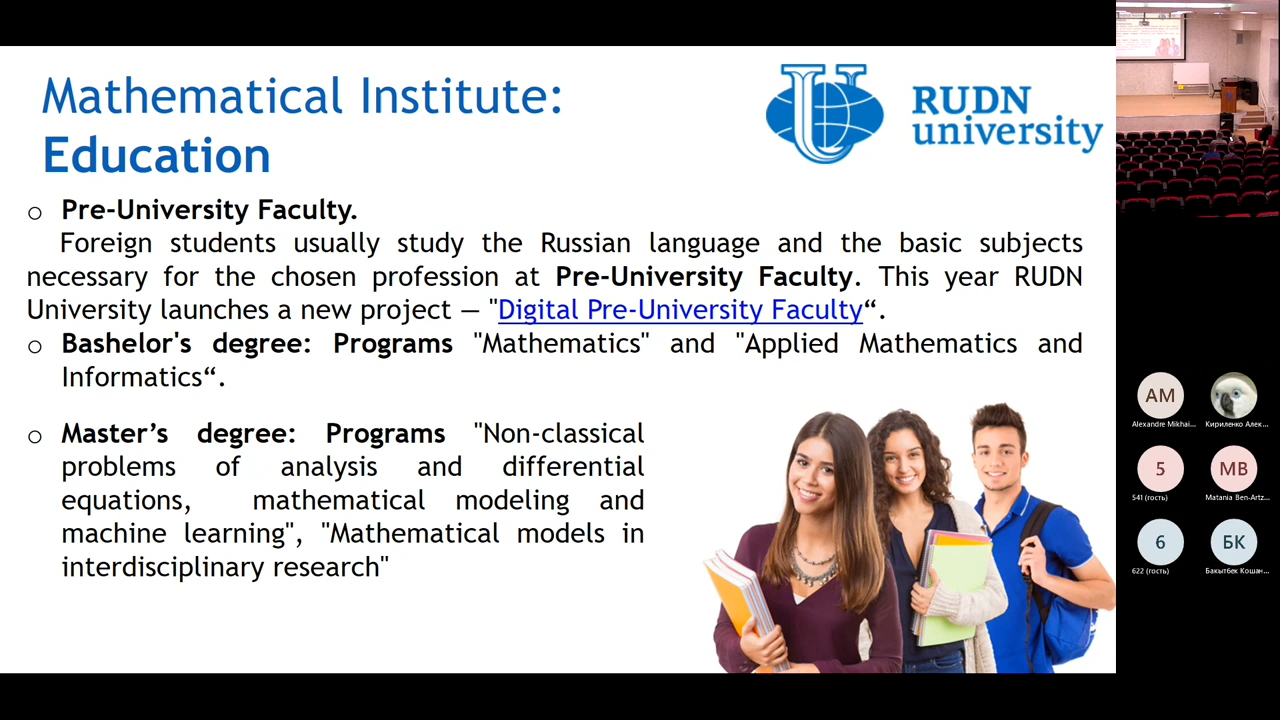 Mathematical Institute:
Education
RUDN
university
o Pre-University Faculty.
Foreign students usually study the Russian language and the basic subjects
necessary for the chosen profession at Pre-University Faculty. This year RUDN
University launches a new project — "Digital Pre-University Faculty“.
o Bashelor's degree: Programs "Mathematics" and "Applied Mathematics and
Informatics“.
o Master’s degree: Programs "Non-classical
problems of analysis and differential
equations, mathematical modeling and
machine learning", "Mathematical models in
interdisciplinary research"
AM
Alexandre Mikhai...
Кириленко Алек...
5
541 (гость)
MB
Matania Ben-Artz...
6
622 (гость)
БК
Бакытбек Кошан...